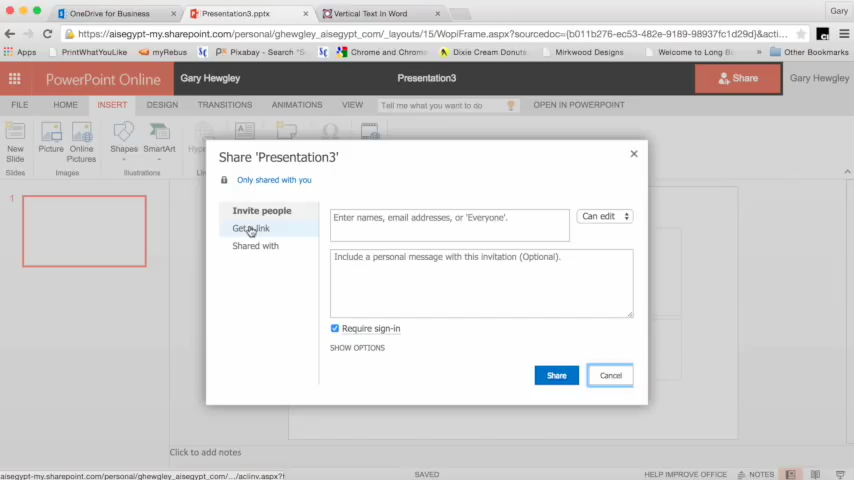 OneDrive for Business
Presentation3.pptx
Vertical Text In Word
Gary
https://aisegypt-my.sharepoint.com/personal/ghewgley_aisegypt_com/_layouts/15/WopiFrame.aspx?sourcedoc={b011b276-ec53-482e-9189-98937fc1d29d}&acti...
Apps
PrintWhatYouLike
myRebus
Pixabay - Search *S...
Chrome and Chrom...
Dixie Cream Donuts...
Mirkwood Designs
Welcome to Long B...
Other Bookmarks
PowerPoint Online
Gary Hewgley
Presentation3
Share
Gary Hewgley
FILE HOME INSERT DESIGN TRANSITIONS ANIMATIONS VIEW Tell me what you want to do OPEN IN POWERPOINT
New Slide
Picture
Online Pictures
Shapes
SmartArt
Slides
Images
Illustrations
1
Share 'Presentation3'
Only shared with you
Invite people
Get a link
Shared with
Enter names, email addresses, or 'Everyone'.
Can edit
Include a personal message with this invitation (Optional).
Require sign-in
SHOW OPTIONS
Share
Cancel
Click to add notes
aisegypt-my.sharepoint.com/personal/ghewgley_aisegypt_com/.../aclinv.aspx?f
SAVED
HELP IMPROVE OFFICE
NOTES